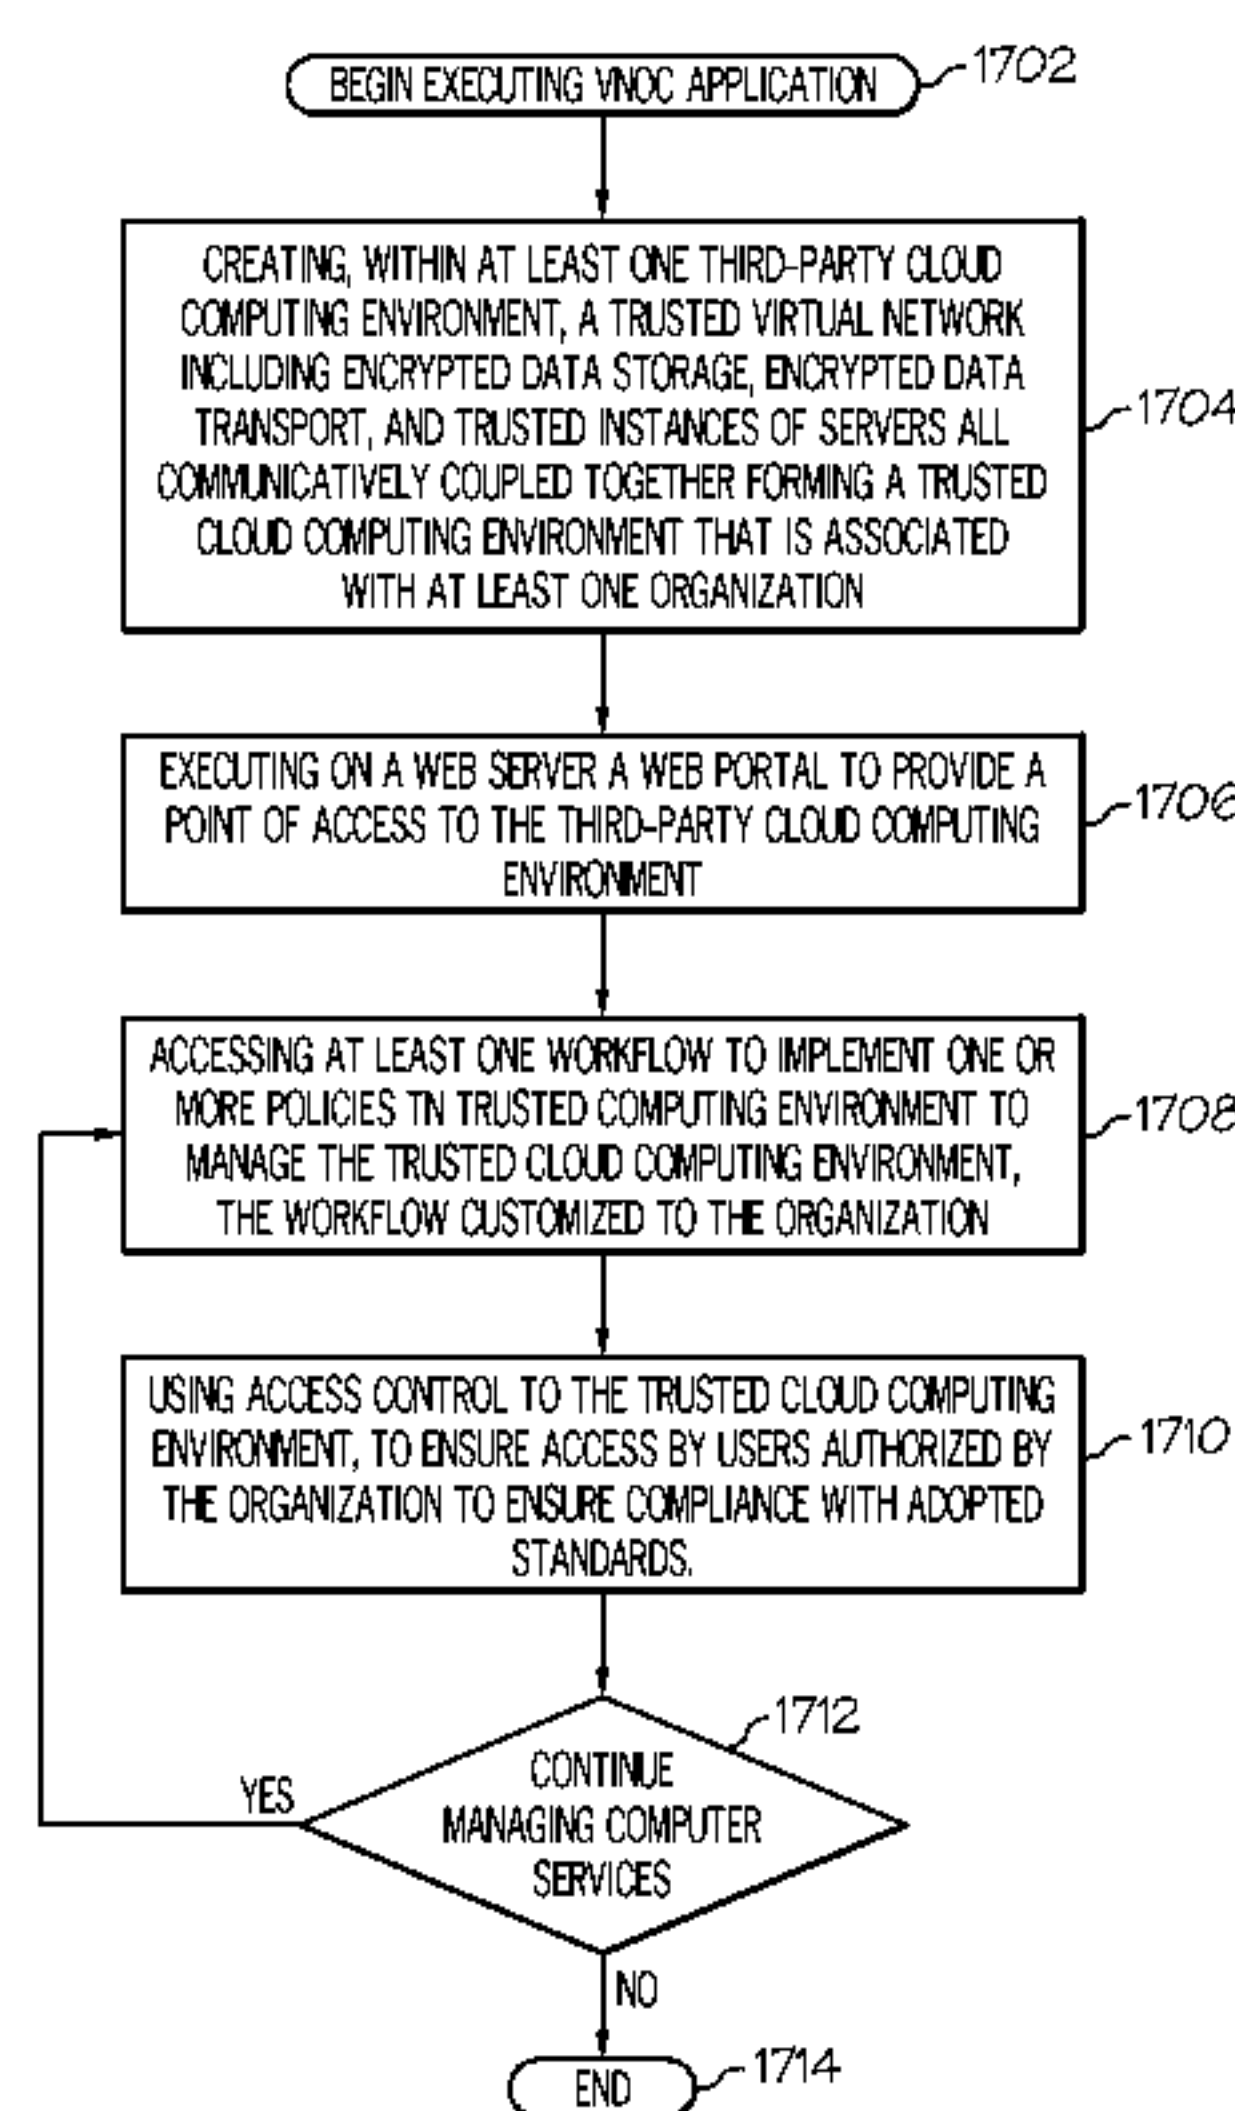 BEGIN EXECUTING VNOC APPLICATION
1702
CREATING, WITHIN AT LEAST ONE THIRD-PARTY CLOUD
COMPUTING ENVIRONMENT, A TRUSTED VIRTUAL NETWORK
INCLUDING ENCRYPTED DATA STORAGE, ENCRYPTED DATA
TRANSPORT, AND TRUSTED INSTANCES OF SERVERS ALL
COMMUNICATIVELY COUPLED TOGETHER FORMING A TRUSTED
CLOUD COMPUTING ENVIRONMENT THAT IS ASSOCIATED
WITH AT LEAST ONE ORGANIZATION
1704
EXECUTING ON A WEB SERVER A WEB PORTAL TO PROVIDE A
POINT OF ACCESS TO THE THIRD-PARTY CLOUD COMPUTING
ENVIRONMENT
1706
ACCESSING AT LEAST ONE WORKFLOW TO IMPLEMENT ONE OR
MORE POLICIES TN TRUSTED COMPUTING ENVIRONMENT TO
MANAGE THE TRUSTED CLOUD COMPUTING ENVIRONMENT,
THE WORKFLOW CUSTOMIZED TO THE ORGANIZATION
1708
USING ACCESS CONTROL TO THE TRUSTED CLOUD COMPUTING
ENVIRONMENT, TO ENSURE ACCESS BY USERS AUTHORIZED BY
THE ORGANIZATION TO ENSURE COMPLIANCE WITH ADOPTED
STANDARDS.
1710
1712
CONTINUE
MANAGING COMPUTER
SERVICES
YES
NO
END
1714